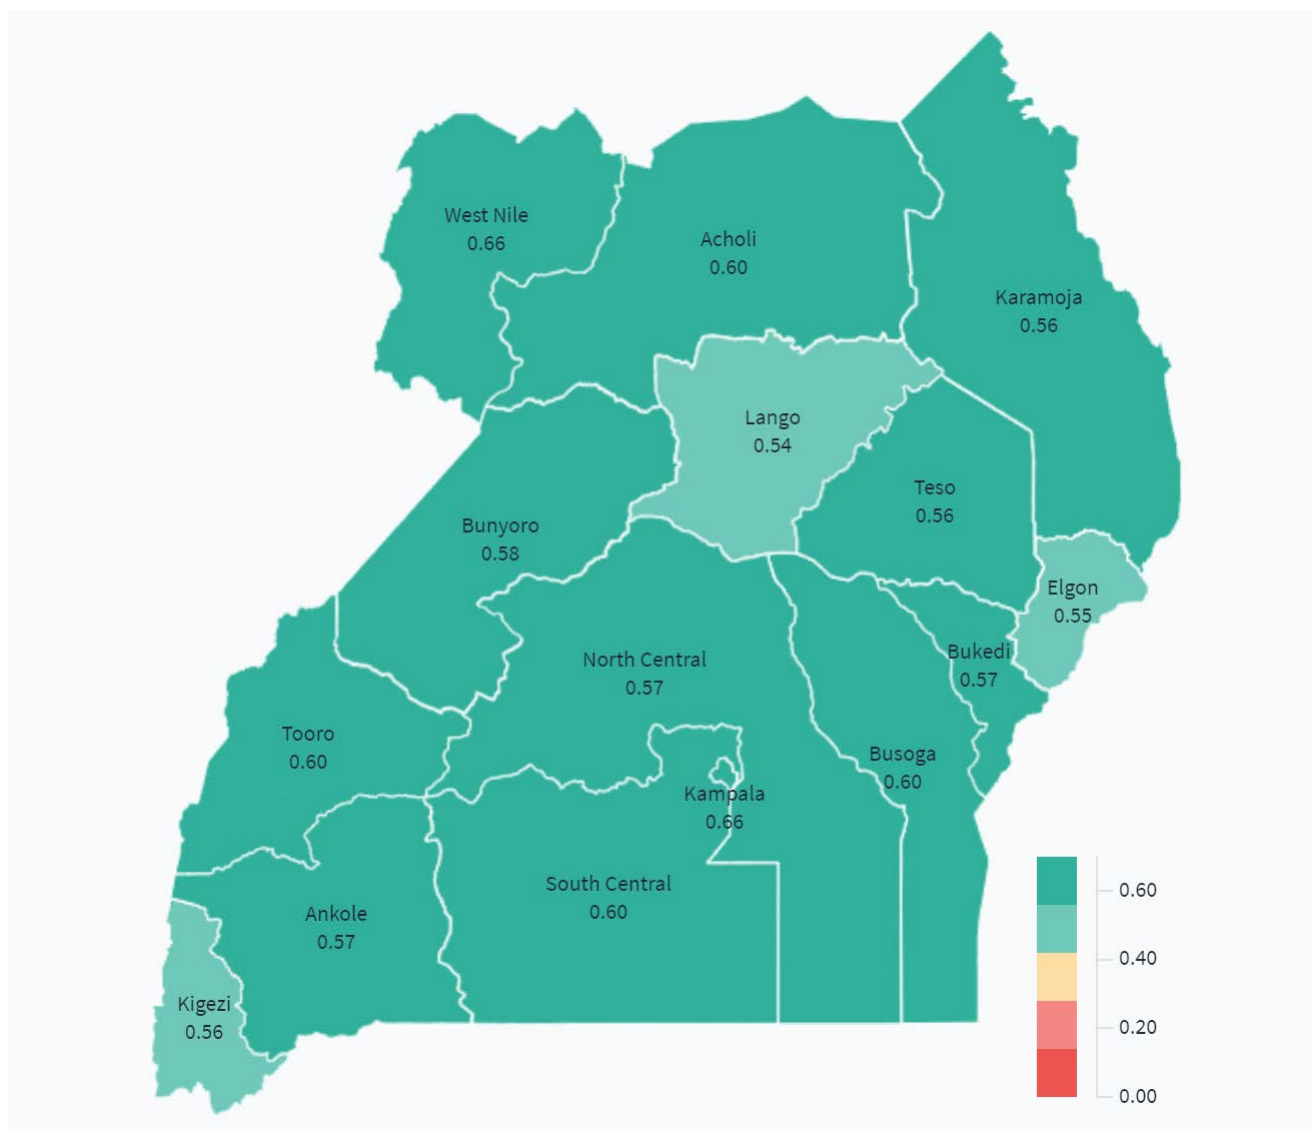 West Nile
0.66
Acholi
0.60
Karamoja
0.56
Lango
0.54
Teso
0.56
Bunyoro
0.58
Elgon
0.55
Bukedi
0.57
North Central
0.57
Tooro
0.60
Busoga
0.60
Kampala
0.66
South Central
0.60
Ankole
0.57
Kigezi
0.56
0.60
0.40
0.20
0.00